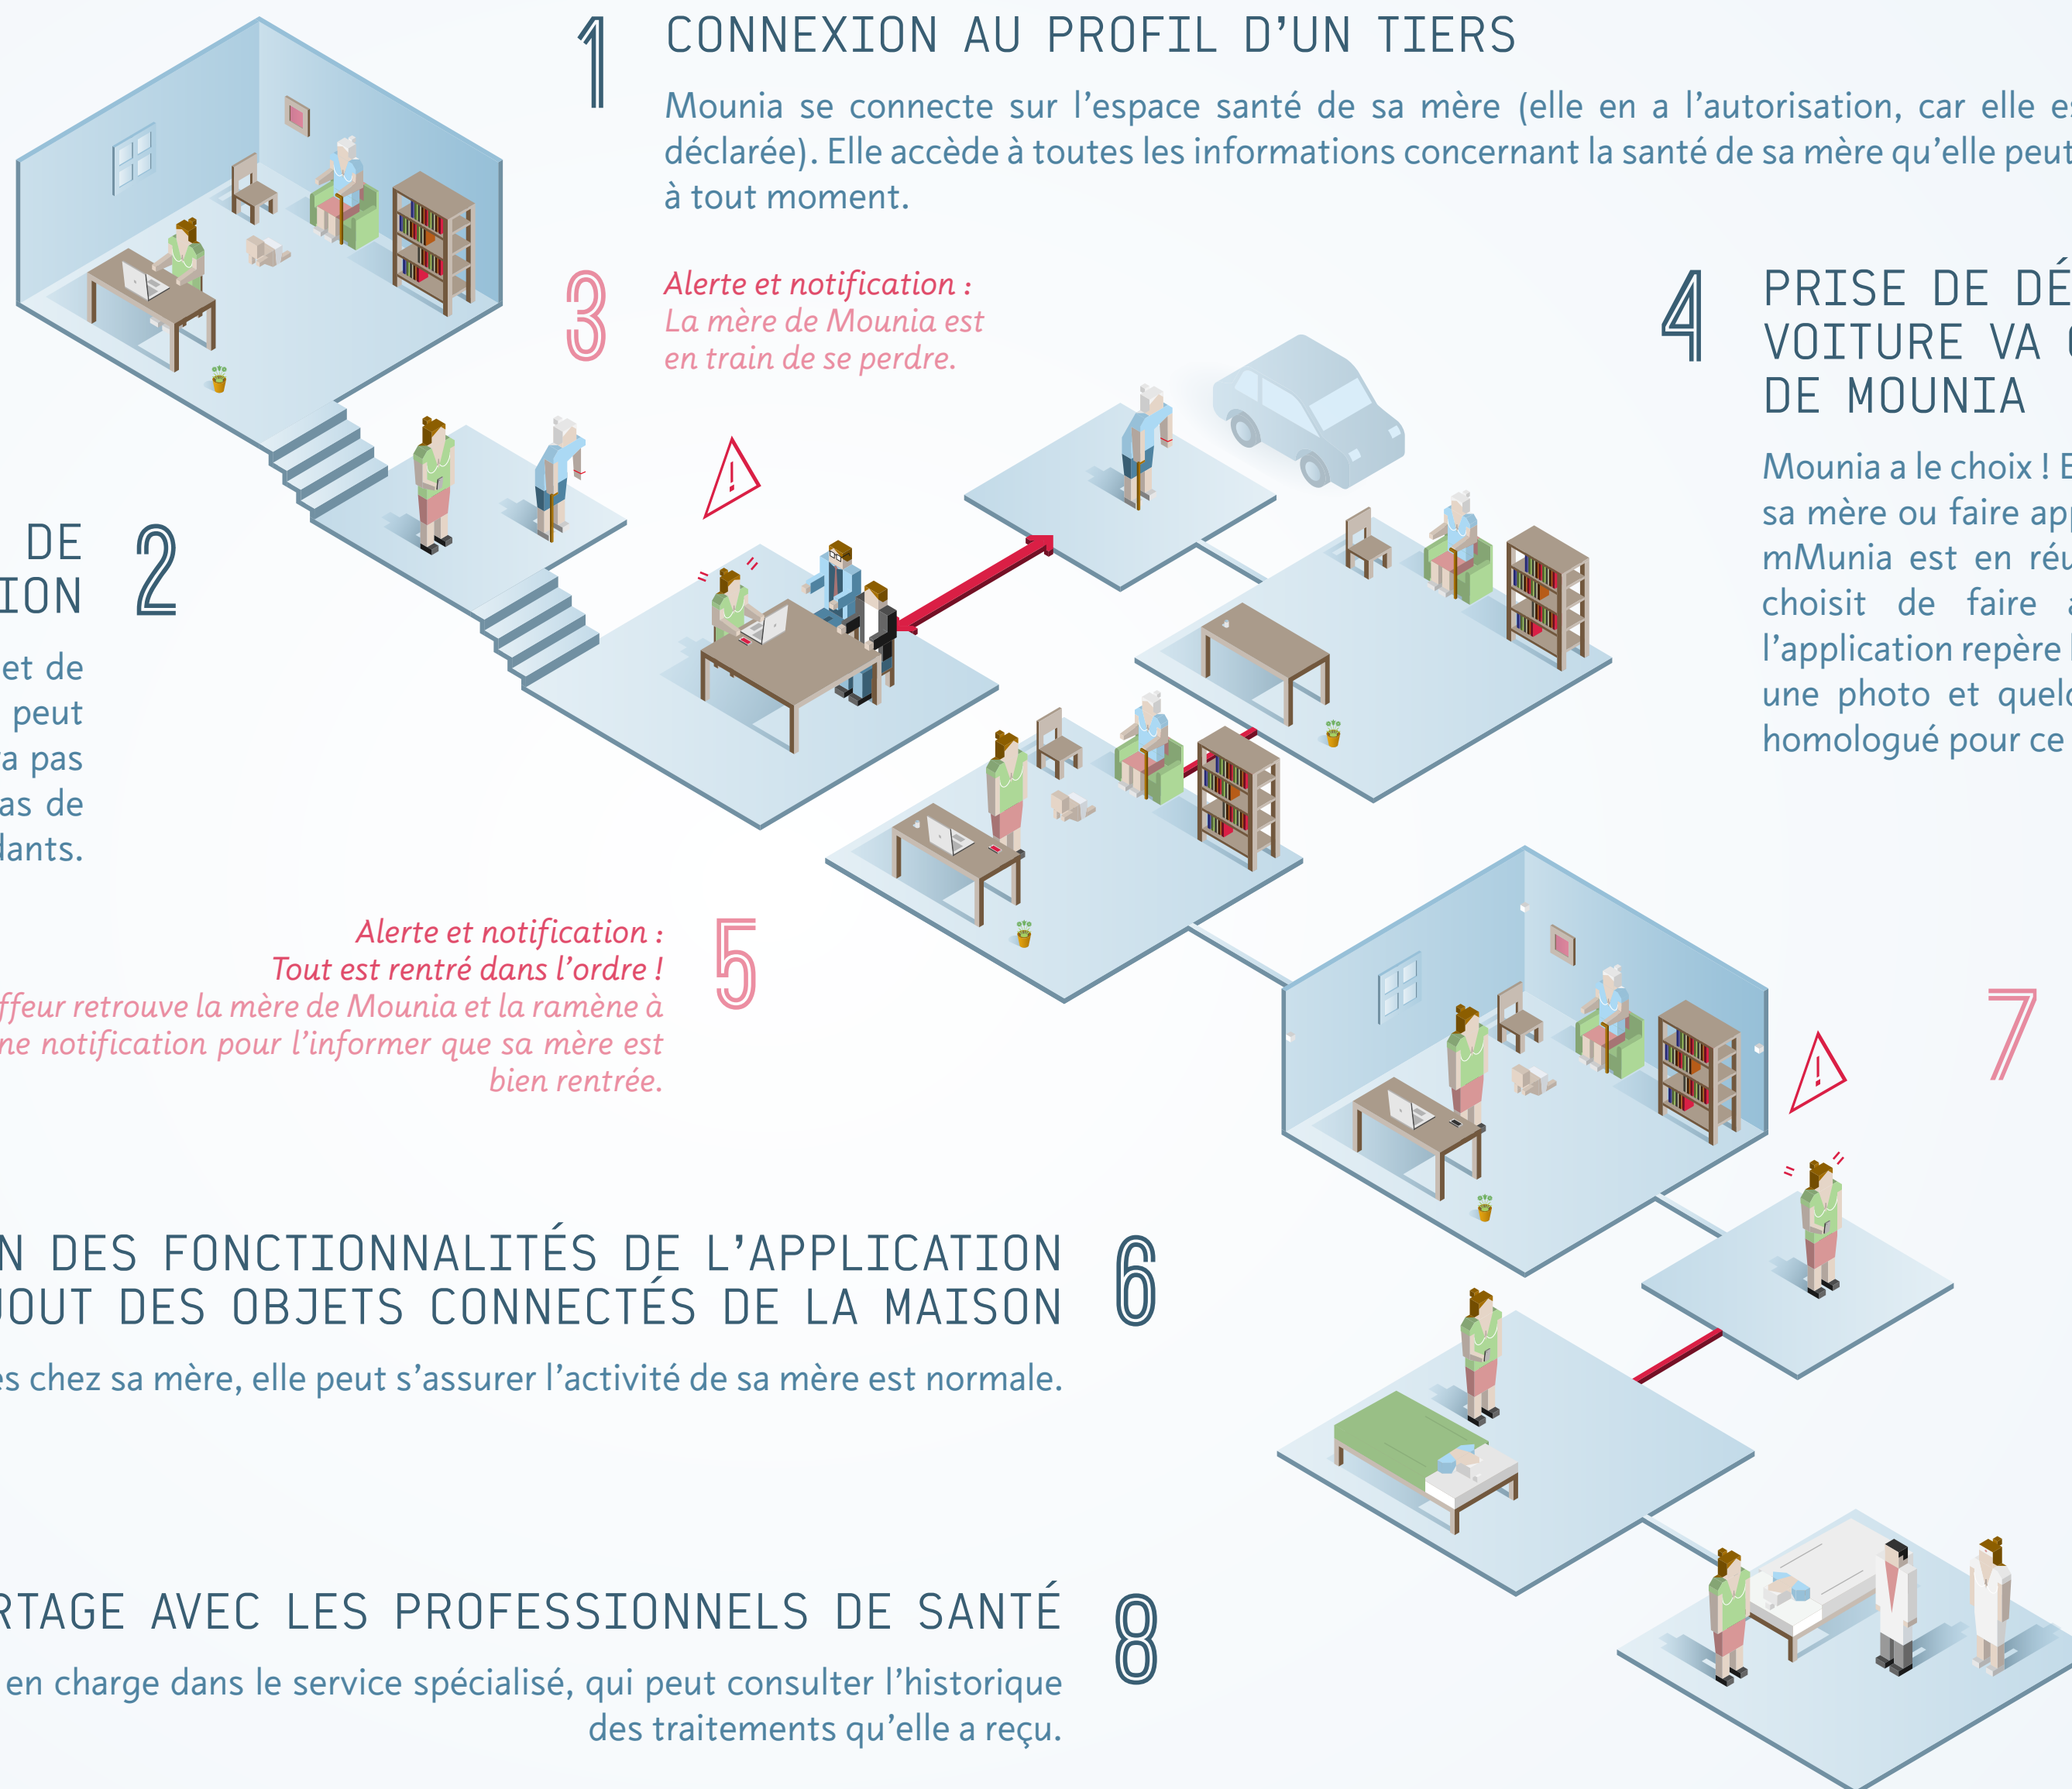 1
CONNEXION AU PROFIL D'UN TIERS
Mounia se connecte sur l'espace santé de sa mère (elle en a l'autorisation, car elle
déclarée). Elle accède à toutes les informations concernant la santé de sa mère qu'elle peut
à tout moment.
3
Alerte et notification :
La mère de Mounia est
en train de se perdre.
4
PRISE DE DÉ
VOITURE VA
DE MOUNIA
Mounia a le choix ! E
sa mère ou faire app
mMunia est en réu
choisit de faire a
l'application repère l
une photo et quelq
homologué pour ce
2
DE
ION
et de
peut
a pas
as de
dants.
5
Alerte et notification :
Tout est rentré dans l'ordre !
ffeur retrouve la mère de Mounia et la ramène à
ne notification pour l'informer que sa mère est
bien rentrée.
7
6
N DES FONCTIONNALITÉS DE L'APPLICATION
JOUT DES OBJETS CONNECTÉS DE LA MAISON
es chez sa mère, elle peut s'assurer l'activité de sa mère est normale.
8
RTAGE AVEC LES PROFESSIONNELS DE SANTÉ
en charge dans le service spécialisé, qui peut consulter l'historique
des traitements qu'elle a reçu.